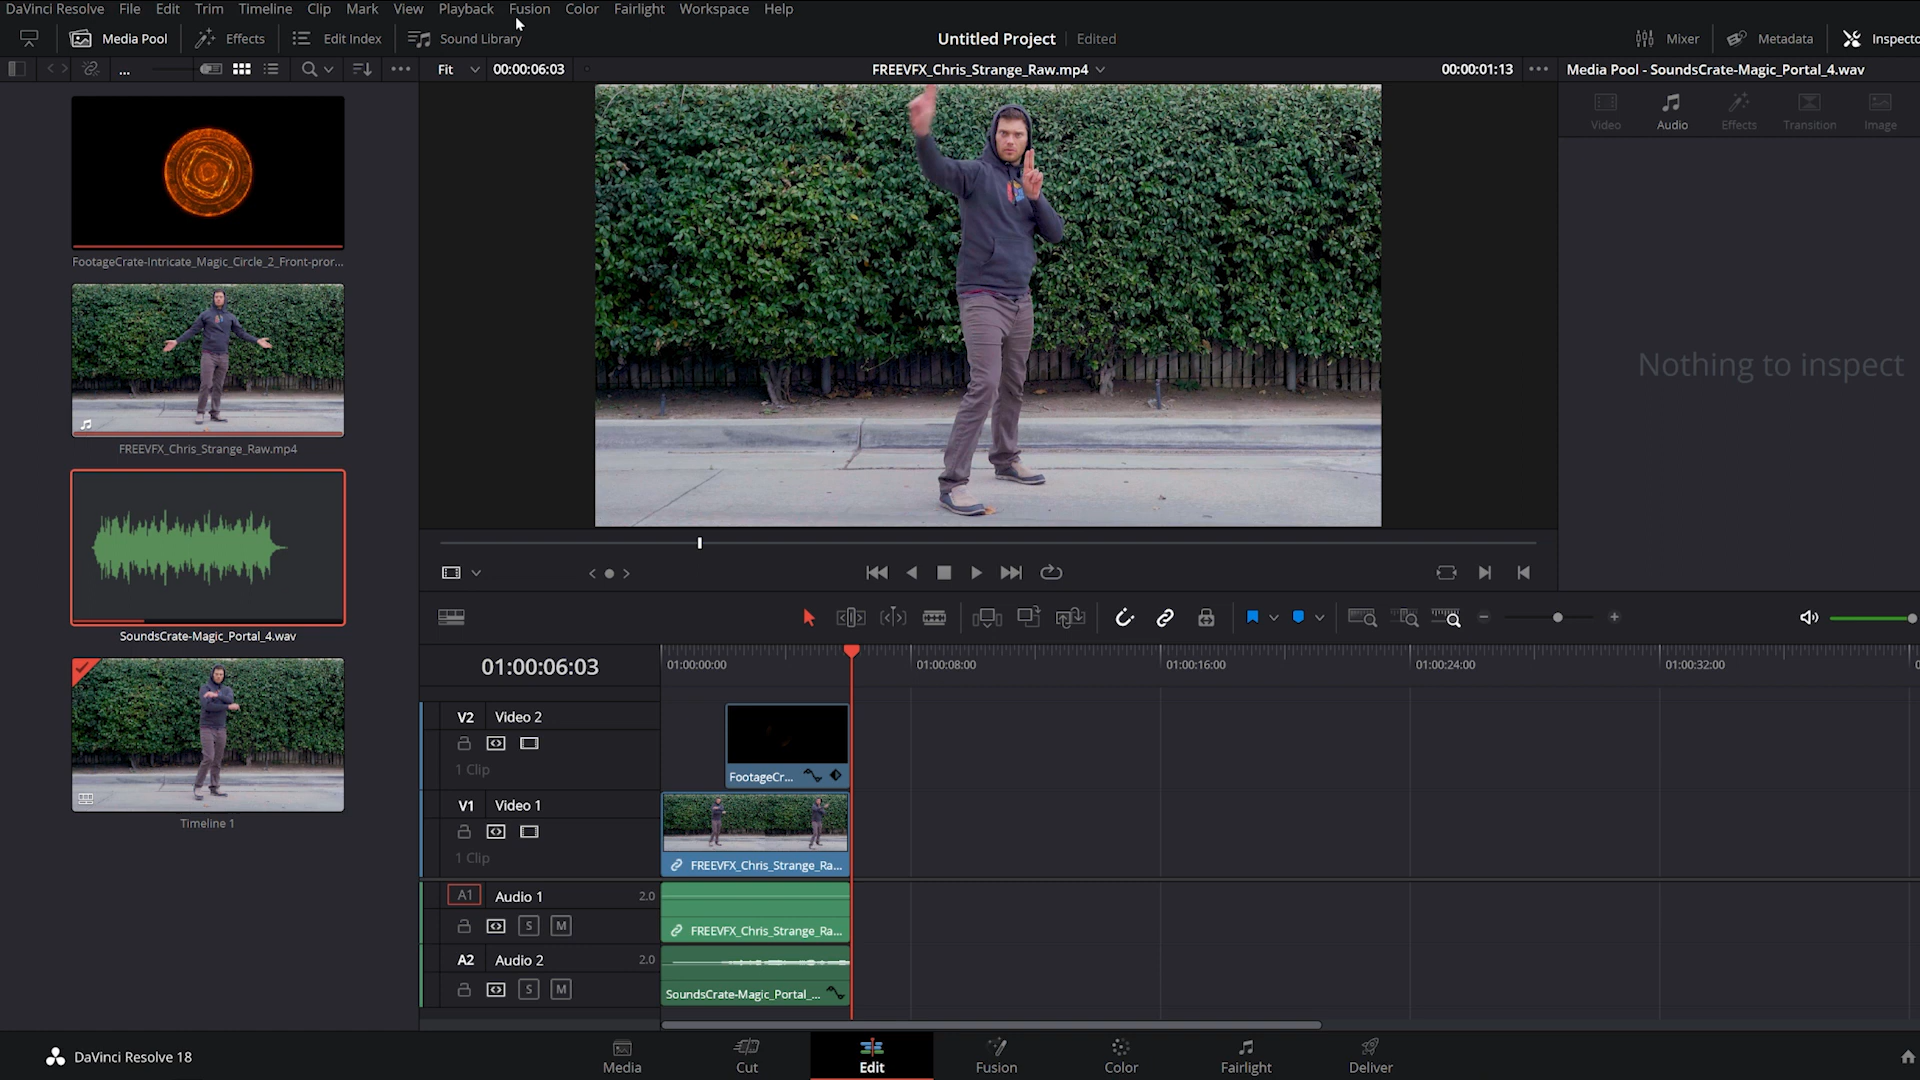 DaVinci Resolve File Edit Trim Timeline Clip Mark View Playback Fusion Color Fairlight Workspace Help
Media Pool Effects Edit Index Sound Library Untitled Project Edited Mixer Metadata Inspecto
... Fit 00:00:06:03 FREEVFX_Chris_Strange_Raw.mp4 00:00:01:13 Media Pool - SoundsCrate-Magic_Portal_4.wav
Video Audio Effects Transition Image
FootageCrate-Intricate_Magic_Circle_2_Front-pror...
Nothing to inspect
FREEVFX_Chris_Strange_Raw.mp4
SoundsCrate-Magic_Portal_4.wav
Timeline 1
01:00:06:03 01:00:00:00 01:00:08:00 01:00:16:00 01:00:24:00 01:00:32:00
V2 Video 2
1 Clip
FootageCr...
V1 Video 1
1 Clip
FREEVFX_Chris_Strange_Ra...
A1 Audio 1 2.0
S M
FREEVFX_Chris_Strange_Ra...
A2 Audio 2 2.0
S M
SoundsCrate-Magic_Portal_...
DaVinci Resolve 18
Media Cut Edit Fusion Color Fairlight Deliver